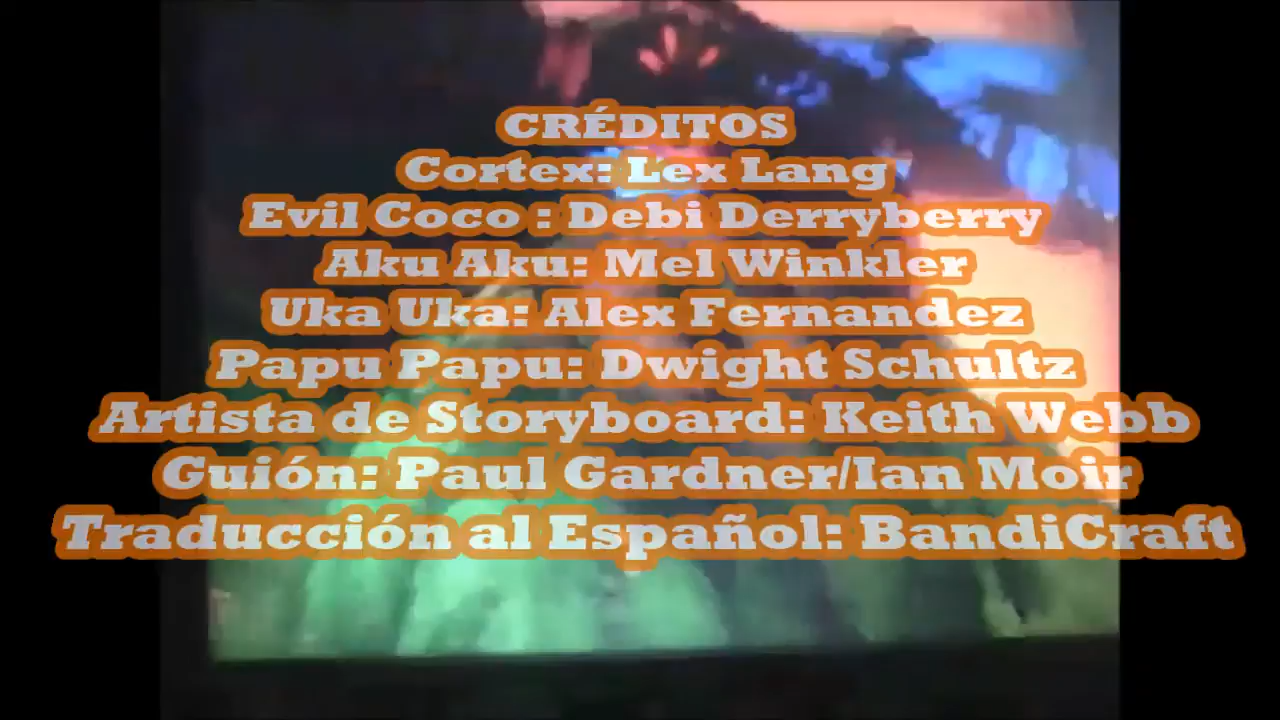 CRÉDITOS
Cortex: Lex Lang
Evil Coco : Debi Derryberry
Aku Aku: Mel Winkler
Uka Uka: Alex Fernandez
Papu Papu: Dwight Schultz
Artista de Storyboard: Keith Webb
Guión: Paul Gardner/Ian Moir
Traducción al Español: BandiCraft